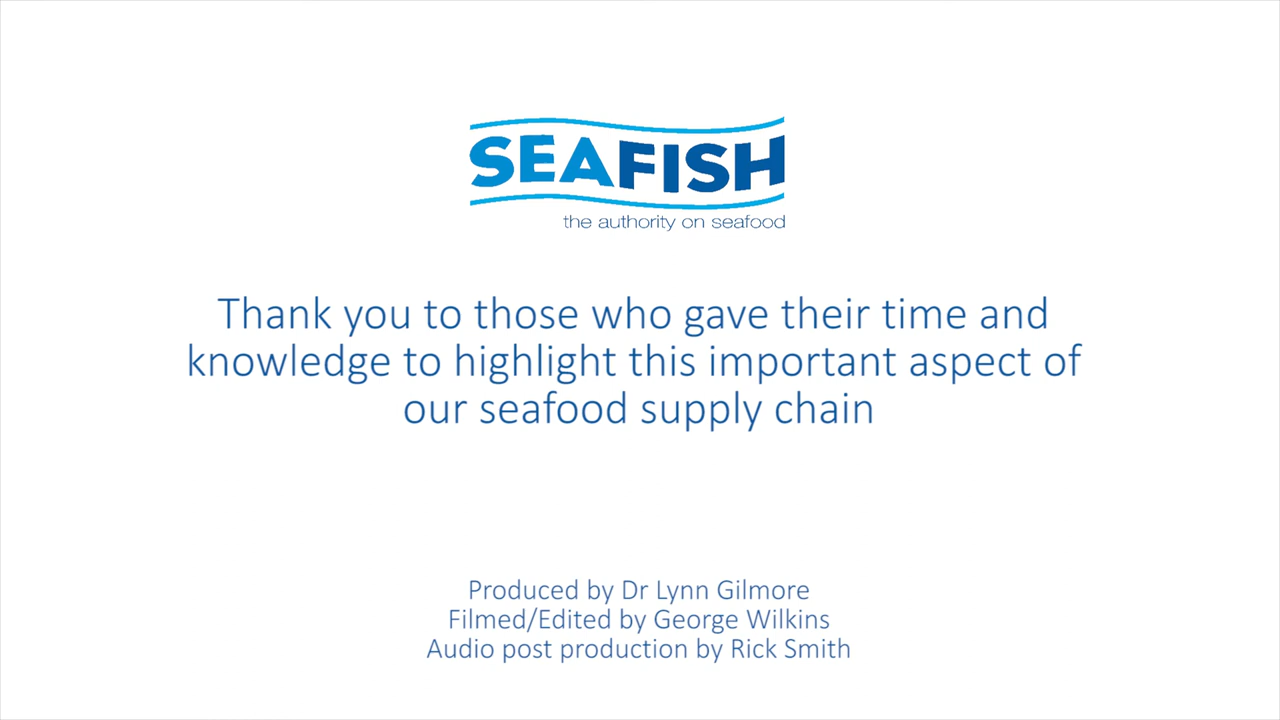 SEAFISH
the authority on seafood
Thank you to those who gave their time and
knowledge to highlight this important aspect of
our seafood supply chain
Produced by Dr Lynn Gilmore
Filmed/Edited by George Wilkins
Audio post production by Rick Smith